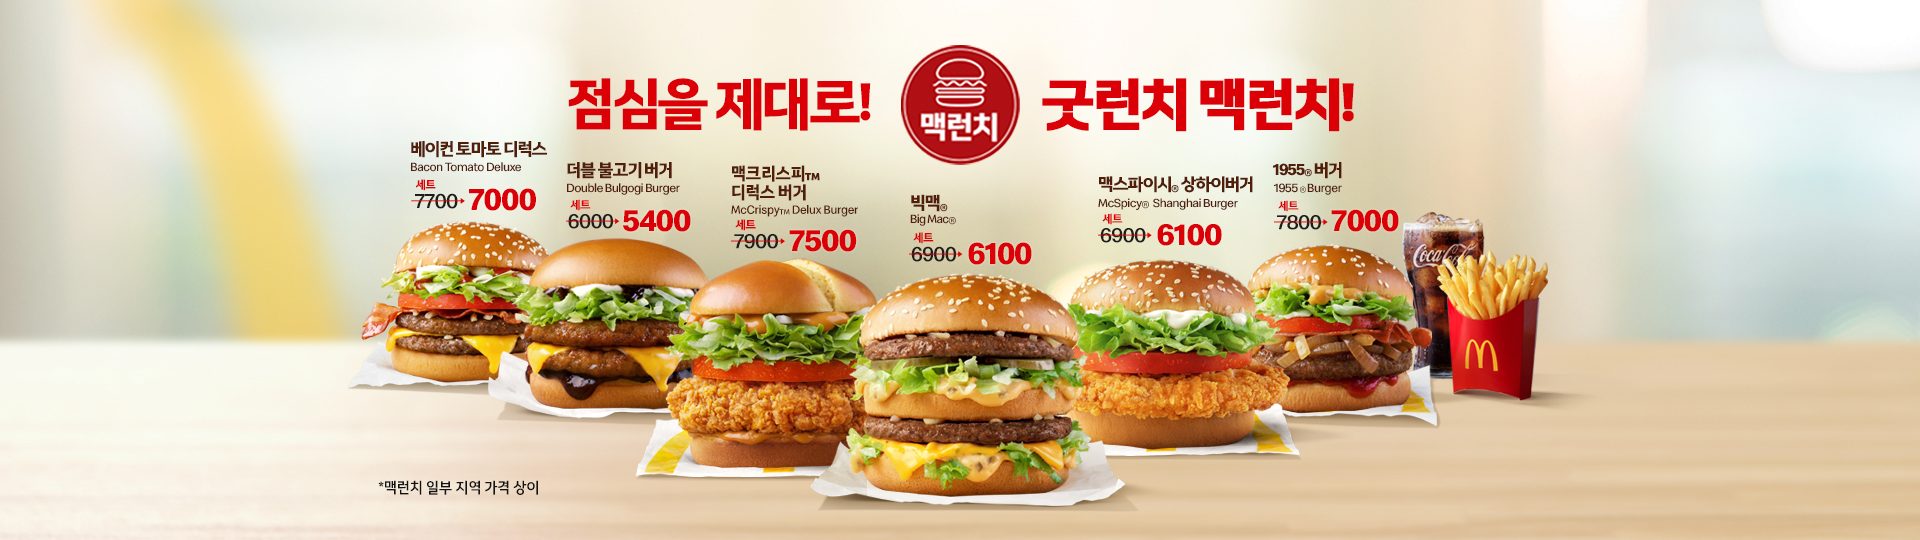 점심을 제대로!
맥런치
굿런치 맥런치!
베이컨 토마토 디럭스
Bacon Tomato Deluxe
세트
7700 7000
더블 불고기 버거
Double Bulgogi Burger
세트
6000 5400
맥크리스피™
디럭스 버거
McCrispy™ Delux Burger
세트
7900 7500
빅맥®
Big Mac®
세트
6900 6100
맥스파이시® 상하이버거
McSpicy® Shanghai Burger
세트
6900 6100
1955® 버거
1955 ® Burger
세트
7800 7000
Coca-Cola
*맥런치 일부 지역 가격 상이